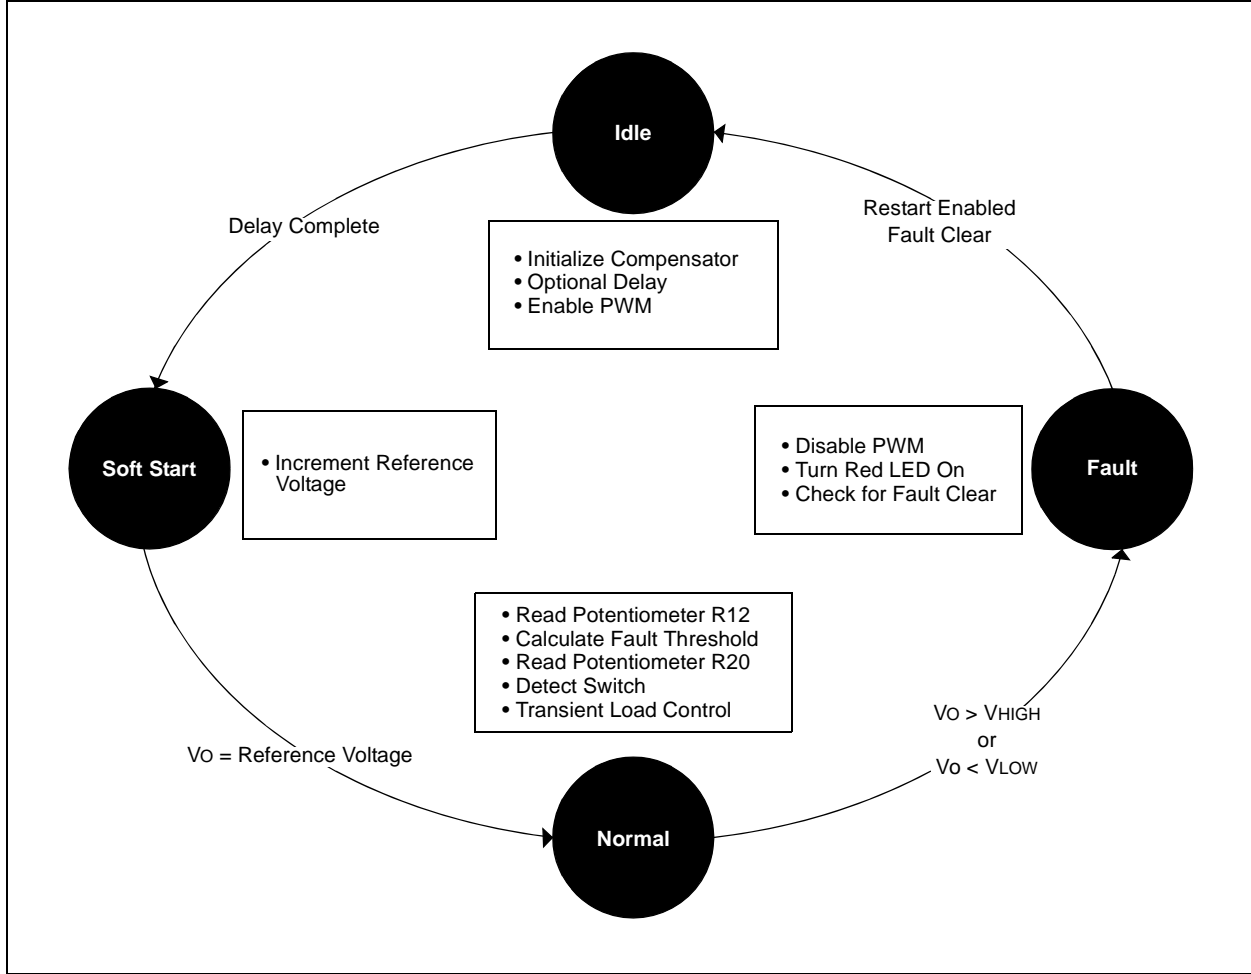 Idle
Delay Complete
Restart Enabled
Fault Clear
• Initialize Compensator
• Optional Delay
• Enable PWM
Soft Start
• Increment Reference
Voltage
• Disable PWM
• Turn Red LED On
• Check for Fault Clear
Fault
• Read Potentiometer R12
• Calculate Fault Threshold
• Read Potentiometer R20
• Detect Switch
• Transient Load Control
VO = Reference Voltage
VO > VHIGH
or
Vo < VLOW
Normal